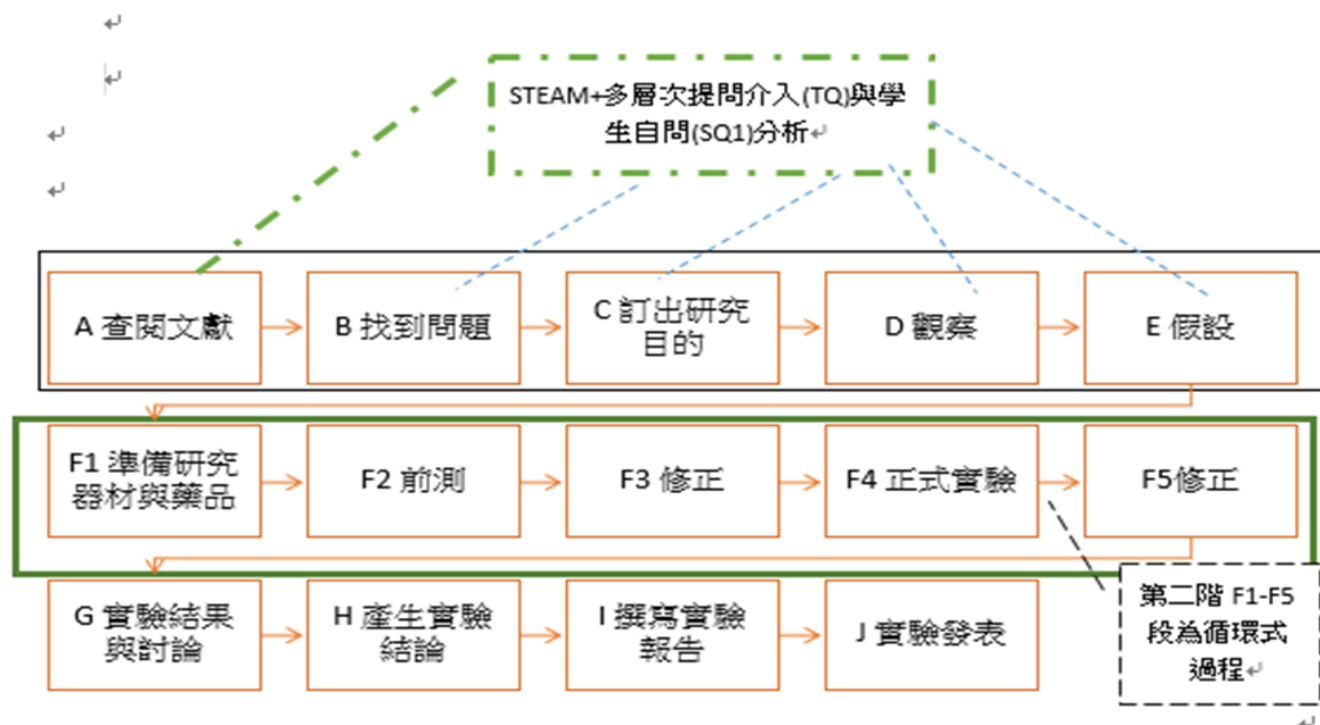 STEAM+多層次提問介入(TQ)與學
生自問(SQ1)分析
A 查閱文獻
B 找到問題
C 訂出研究
目的
D 觀察
E 假設
F1 準備研究
器材與藥品
F2 前測
F3 修正
F4 正式實驗
F5修正
第二階 F1-F5
段為循環式
過程
G 實驗結果
與討論
H 產生實驗
結論
I 撰寫實驗
報告
J 實驗發表